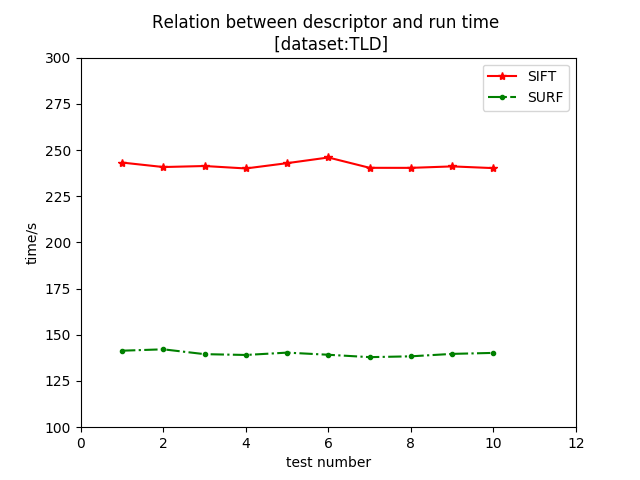 Relation between descriptor and run time
[dataset:TLD]
SIFT
SURF
300
275
250
225
200
175
150
125
100
time/s
0 2 4 6 8 10 12
test number